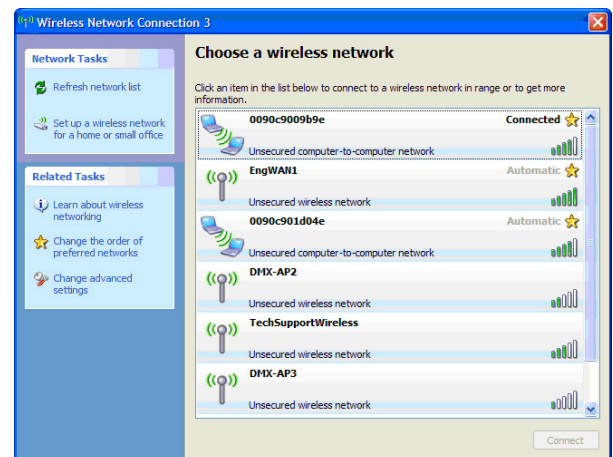 Wireless Network Connection 3
Network Tasks
Refresh network list
Set up a wireless network
for a home or small office
Related Tasks
Learn about wireless
networking
Change the order of
preferred networks
Change advanced
settings
Choose a wireless network
Click an item in the list below to connect to a wireless network in range or to get more
information.
0090c9009b9e Connected
Unsecured computer-to-computer network
EngWAN1 Automatic
Unsecured wireless network
0090c901d04e Automatic
Unsecured computer-to-computer network
DMX-AP2
Unsecured wireless network
TechSupportWireless
Unsecured wireless network
DMX-AP3
Unsecured wireless network
Connect